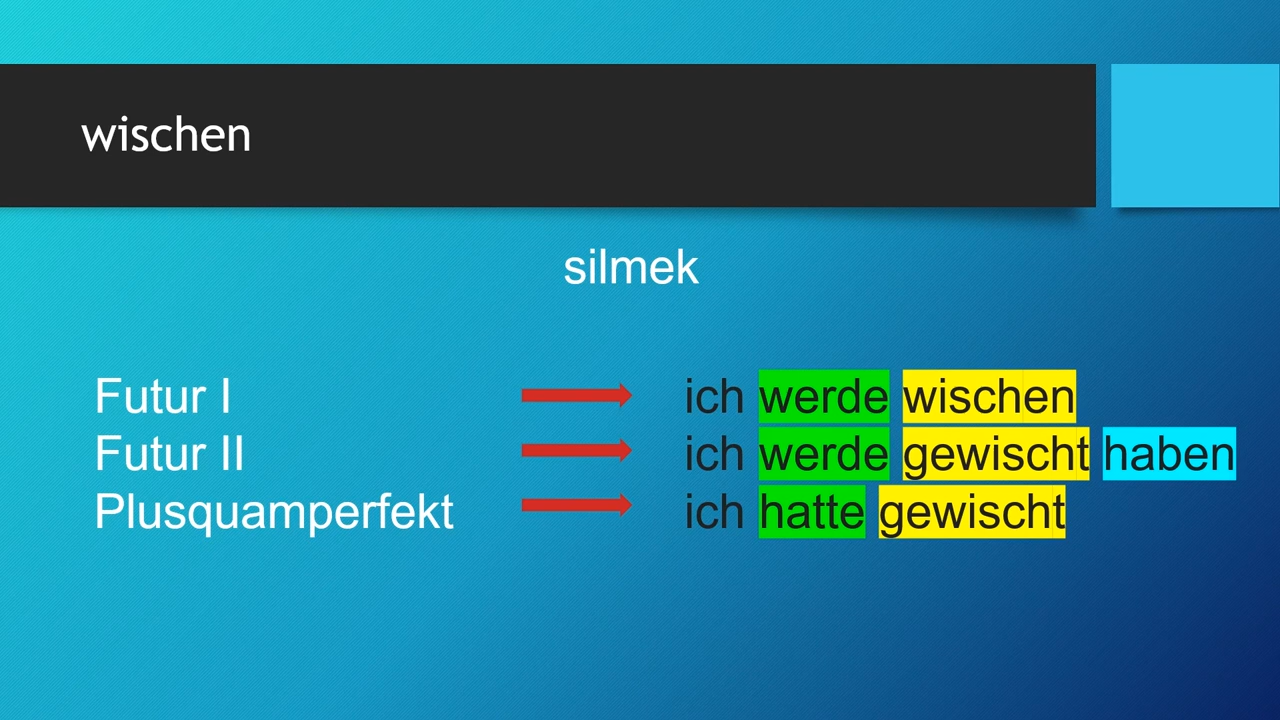 wischen
silmek
Futur I ich werde wischen
Futur II ich werde gewischt haben
Plusquamperfekt ich hatte gewischt